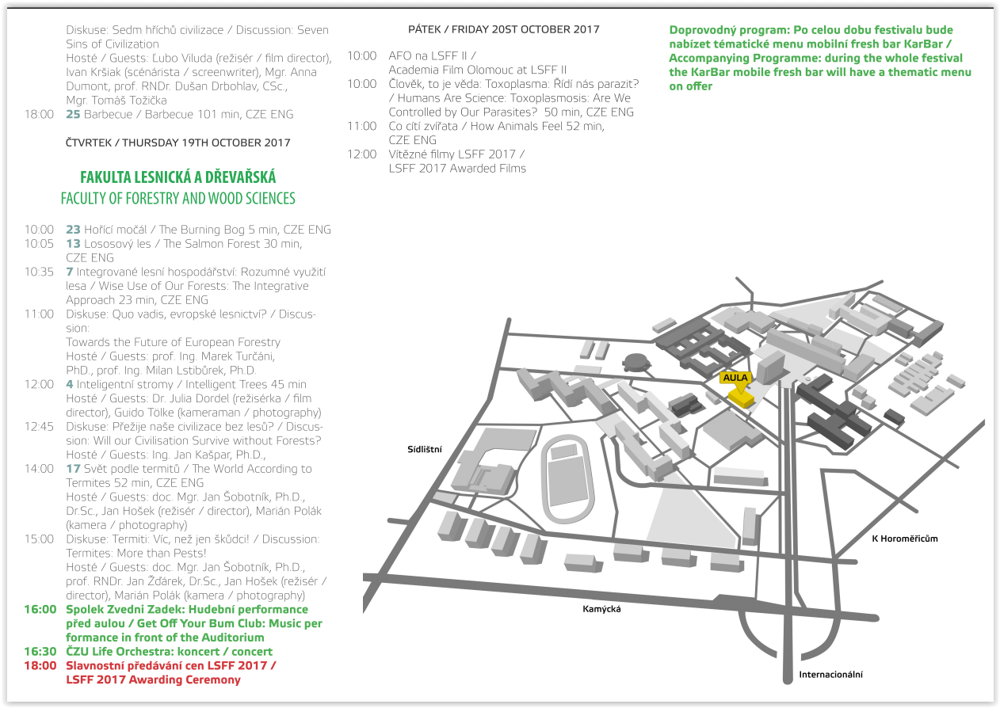 Diskuse: Sedm hříchů civilizace / Discussion: Seven
Sins of Civilization
Hosté / Guests: Ľubo Viluda (režisér / film director),
Ivan Kršiak (scénárista / screenwriter), Mgr. Anna
Dumont, prof. RNDr. Dušan Drbohlav, CSc.,
Mgr. Tomáš Tožička
18:00 25 Barbecue / Barbecue 101 min, CZE ENG
ČTVRTEK / THURSDAY 19TH OCTOBER 2017
FAKULTA LESNICKÁ A DŘEVAŘSKÁ
FACULTY OF FORESTRY AND WOOD SCIENCES
10:00 23 Hořící močál / The Burning Bog 5 min, CZE ENG
10:05 13 Lososový les / The Salmon Forest 30 min,
CZE ENG
10:35 7 Integrované lesní hospodářství: Rozumné využití
lesa / Wise Use of Our Forests: The Integrative
Approach 23 min, CZE ENG
11:00 Diskuse: Quo vadis, evropské lesnictví? / Discus-
sion:
Towards the Future of European Forestry
Hosté / Guests: prof. Ing. Marek Turčáni,
PhD., prof. Ing. Milan Lstibůrek, Ph.D.
12:00 4 Inteligentní stromy / Intelligent Trees 45 min
Hosté / Guests: Dr. Julia Dordel (režisérka / film
director), Guido Tölke (kameraman / photography)
12:45 Diskuse: Přežije naše civilizace bez lesů? / Discus-
sion: Will our Civilisation Survive without Forests?
Hosté / Guests: Ing. Jan Kašpar, Ph.D.,
14:00 17 Svět podle termitů / The World According to
Termites 52 min, CZE ENG
Hosté / Guests: doc. Mgr. Jan Šobotník, Ph.D.,
Dr.Sc., Jan Hošek (režisér / director), Marián Polák
(kamera / photography)
15:00 Diskuse: Termiti: Víc, než jen škůdci! / Discussion:
Termites: More than Pests!
Hosté / Guests: doc. Mgr. Jan Šobotník, Ph.D.,
prof. RNDr. Jan Žďárek, Dr.Sc., Jan Hošek (režisér /
director), Marián Polák (kamera / photography)
16:00 Spolek Zvedni Zadek: Hudební performance
před aulou / Get Off Your Bum Club: Music per
formance in front of the Auditorium
16:30 ČZU Life Orchestra: koncert / concert
18:00 Slavnostní předávání cen LSFF 2017 /
LSFF 2017 Awarding Ceremony
PÁTEK / FRIDAY 20ST OCTOBER 2017
10:00 AFO na LSFF II /
Academia Film Olomouc at LSFF II
10:00 Člověk, to je věda: Toxoplasma: Řídí nás parazit?
/ Humans Are Science: Toxoplasmosis: Are We
Controlled by Our Parasites? 50 min, CZE ENG
11:00 Co cítí zvířata / How Animals Feel 52 min,
CZE ENG
12:00 Vítězné filmy LSFF 2017 /
LSFF 2017 Awarded Films
Doprovodný program: Po celou dobu festivalu bude
nabízet tématické menu mobilní fresh bar KarBar /
Accompanying Programme: during the whole festival
the KarBar mobile fresh bar will have a thematic menu
on offer
AULA
Sídlištní
K Horoměřicům
Kamýcká
Internacionální